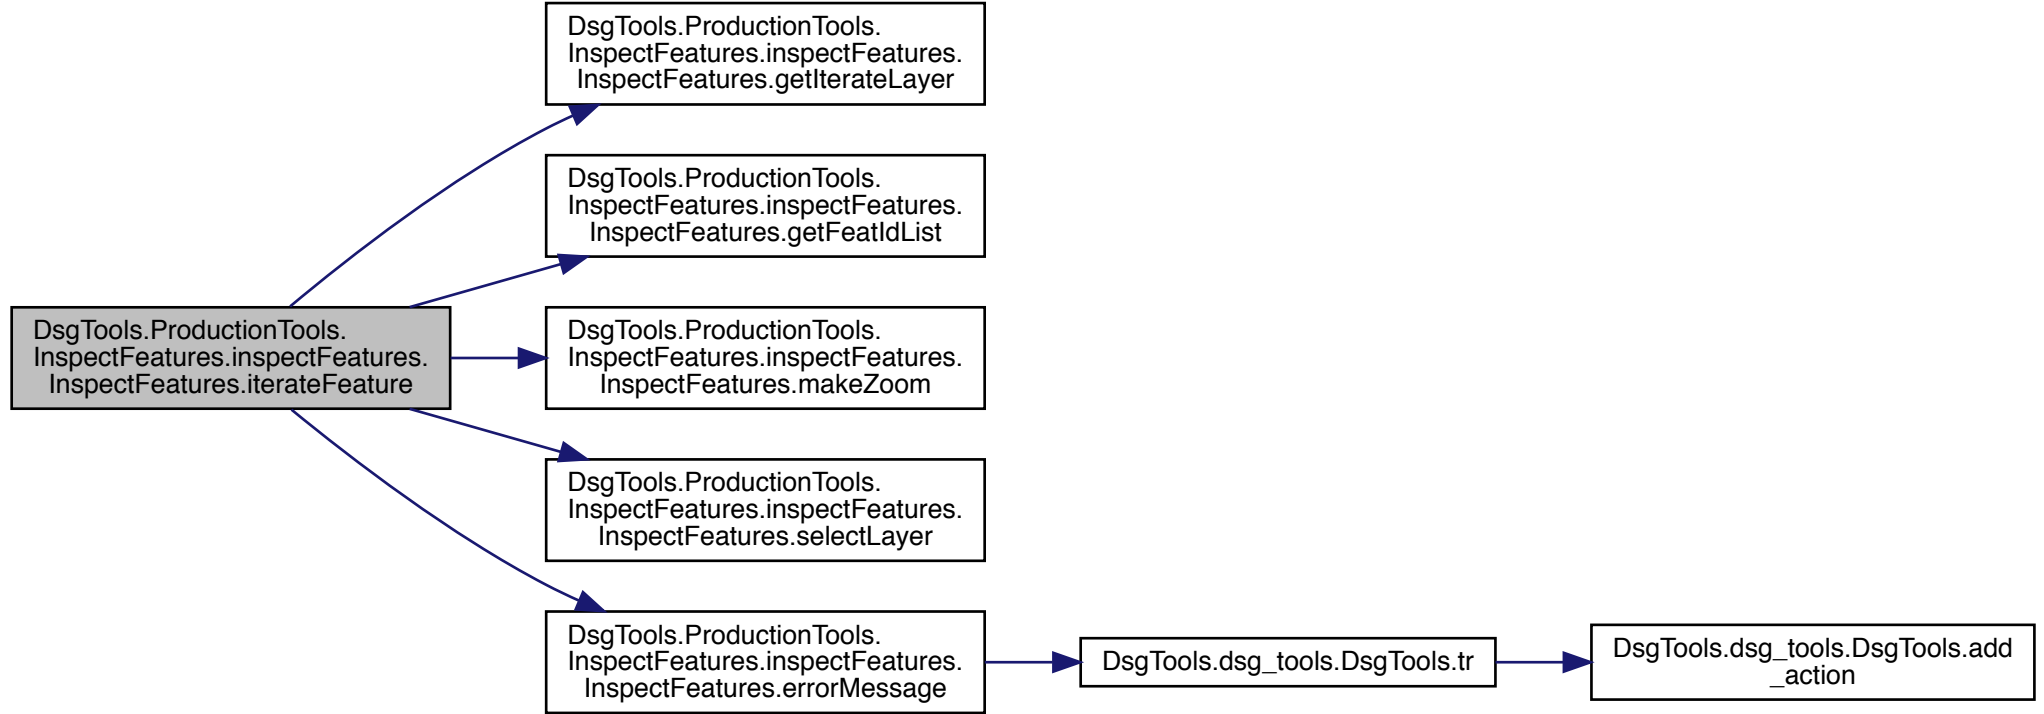 DsgTools.ProductionTools.
InspectFeatures.inspectFeatures.
InspectFeatures.getIterateLayer
DsgTools.ProductionTools.
InspectFeatures.inspectFeatures.
InspectFeatures.getFeatIdList
DsgTools.ProductionTools.
InspectFeatures.inspectFeatures.
InspectFeatures.iterateFeature
DsgTools.ProductionTools.
InspectFeatures.inspectFeatures.
InspectFeatures.makeZoom
DsgTools.ProductionTools.
InspectFeatures.inspectFeatures.
InspectFeatures.selectLayer
DsgTools.ProductionTools.
InspectFeatures.inspectFeatures.
InspectFeatures.errorMessage
DsgTools.dsg_tools.DsgTools.tr
DsgTools.dsg_tools.DsgTools.add
_action